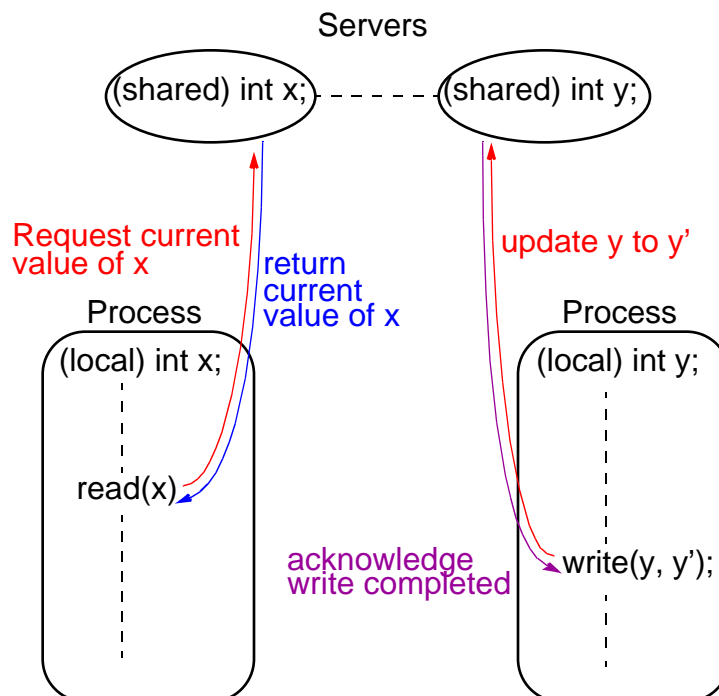 Servers
(shared) int x;
(shared) int y;
Request current
value of x
return
current
value of x
update y to y’
Process
(local) int x;
read(x)
Process
(local) int y;
write(y, y’);
acknowledge
write completed